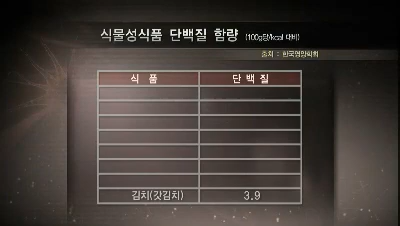 식물성식품 단백질 함량 (100g당/kcal 대비)
출처 : 한국영양학회
식 품 단 백 질
김치(갓김치) 3.9